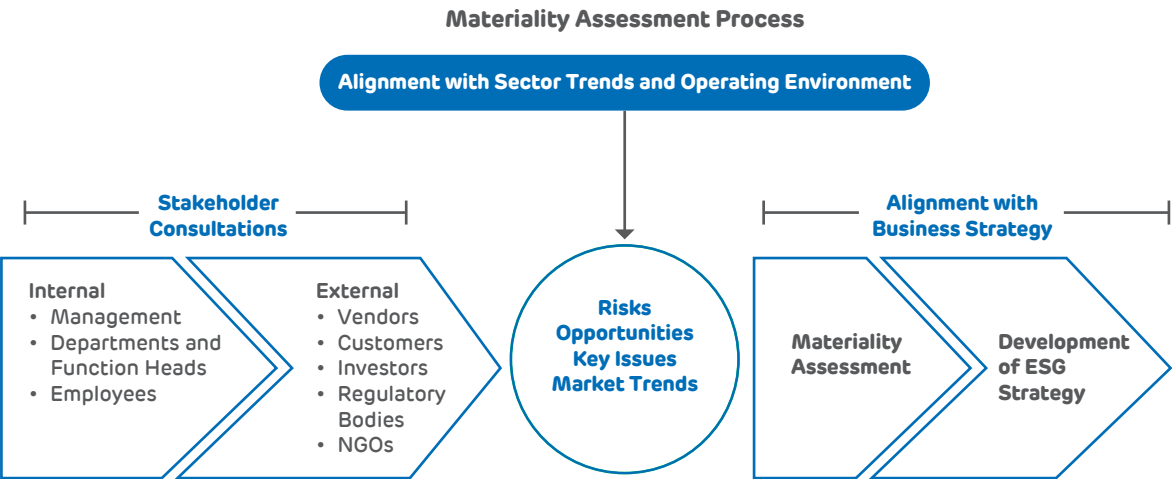 Materiality Assessment Process
Alignment with Sector Trends and Operating Environment
Stakeholder
Consultations
Internal
• Management
• Departments and
Function Heads
• Employees
External
• Vendors
• Customers
• Investors
• Regulatory
Bodies
• NGOs
Risks
Opportunities
Key Issues
Market Trends
Alignment with
Business Strategy
Materiality
Assessment
Development
of ESG
Strategy